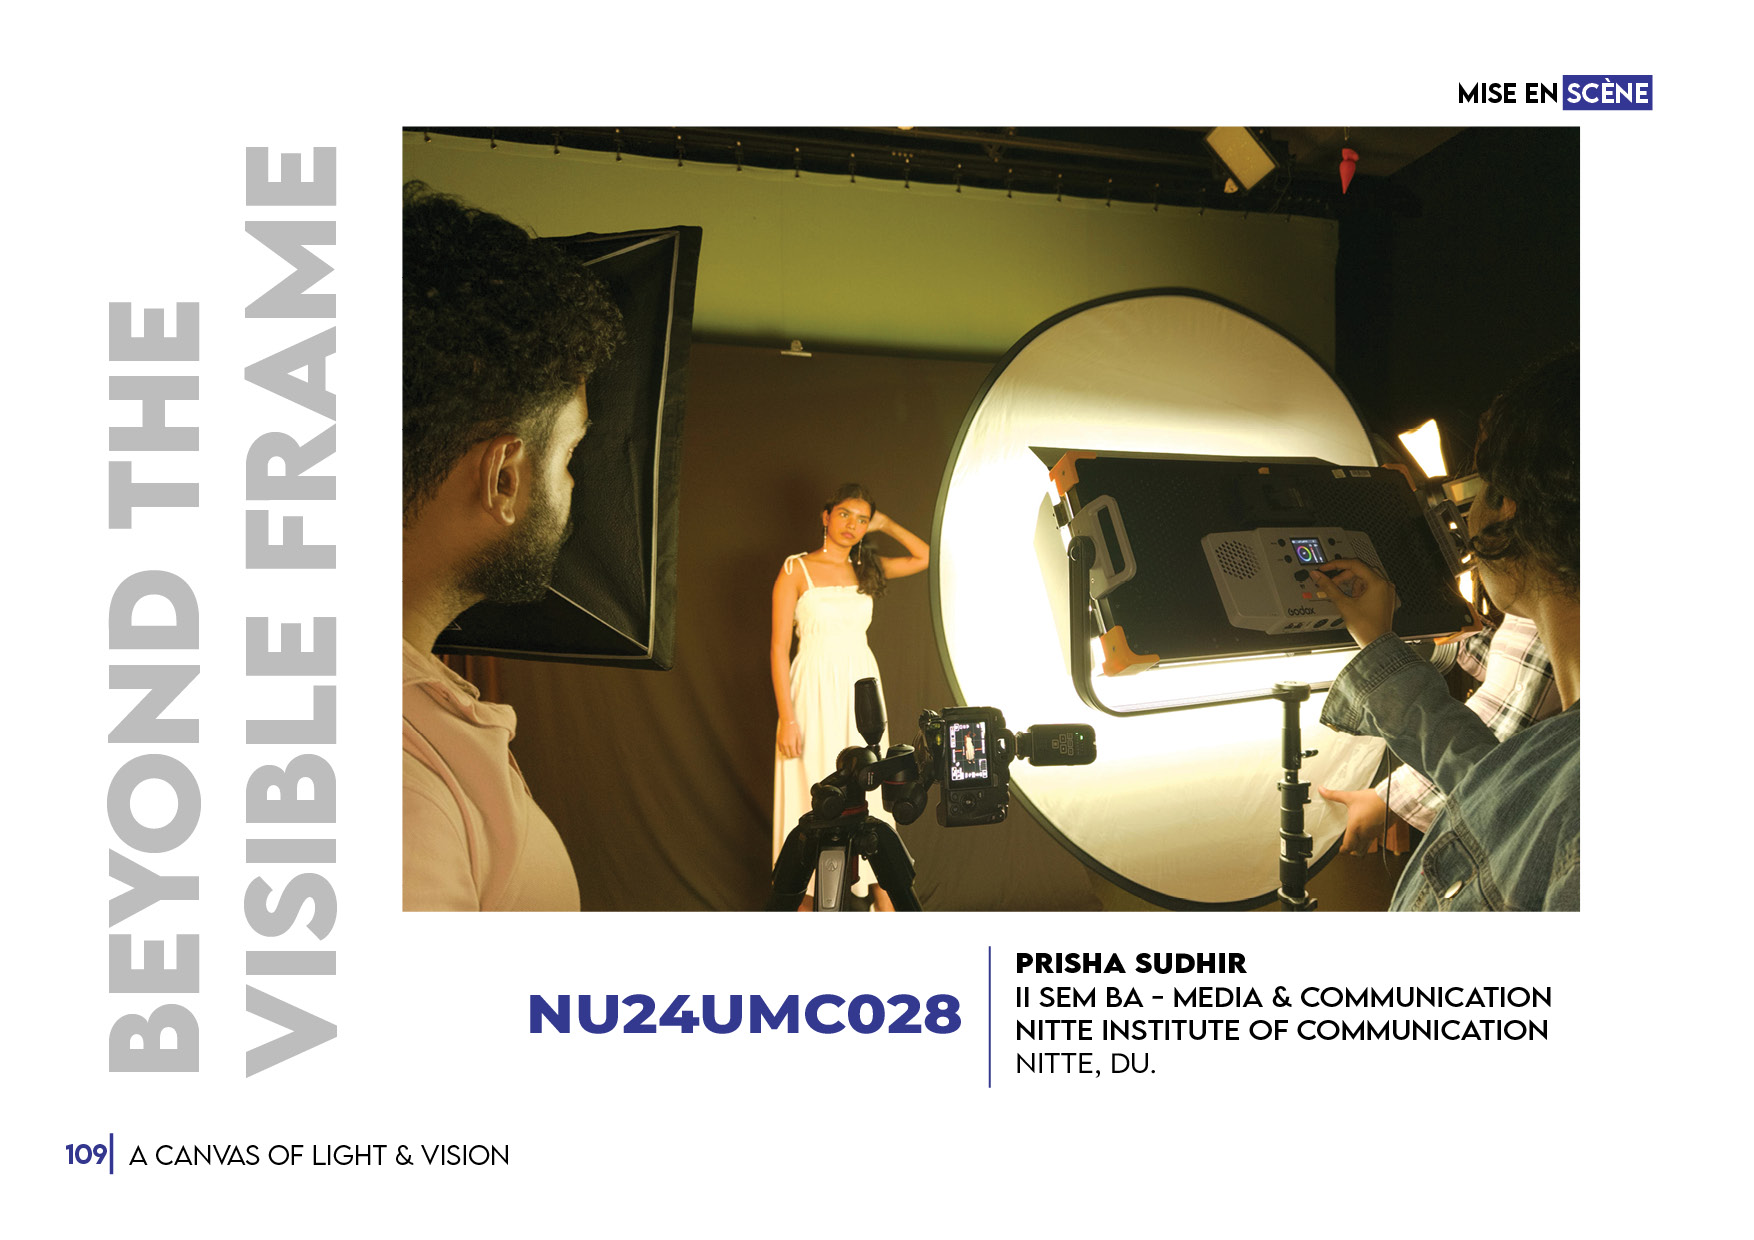 MISE EN SCÈNE
BEYOND THE
VISIBLE FRAME
Godox
NU24UMC028
PRISHA SUDHIR
II SEM BA - MEDIA & COMMUNICATION
NITTE INSTITUTE OF COMMUNICATION
NITTE, DU.
109 A CANVAS OF LIGHT & VISION